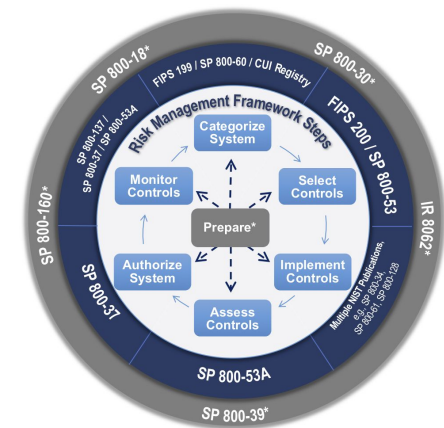 SP 800-18*
SP 800-30*
IR 8062*
SP 800-39*
SP 800-160*
FIPS 199 / SP 800-60 / CUI Registry
FIPS 200 / SP 800-53
Multiple NIST Publications,
e.g., SP 800-34,
SP 800-61, SP 800-128
SP 800-53A
SP 800-37
SP 800-137 /
SP 800-37 / SP 800-53A
Risk Management Framework Steps
Categorize
System
Select
Controls
Implement
Controls
Assess
Controls
Authorize
System
Monitor
Controls
Prepare*